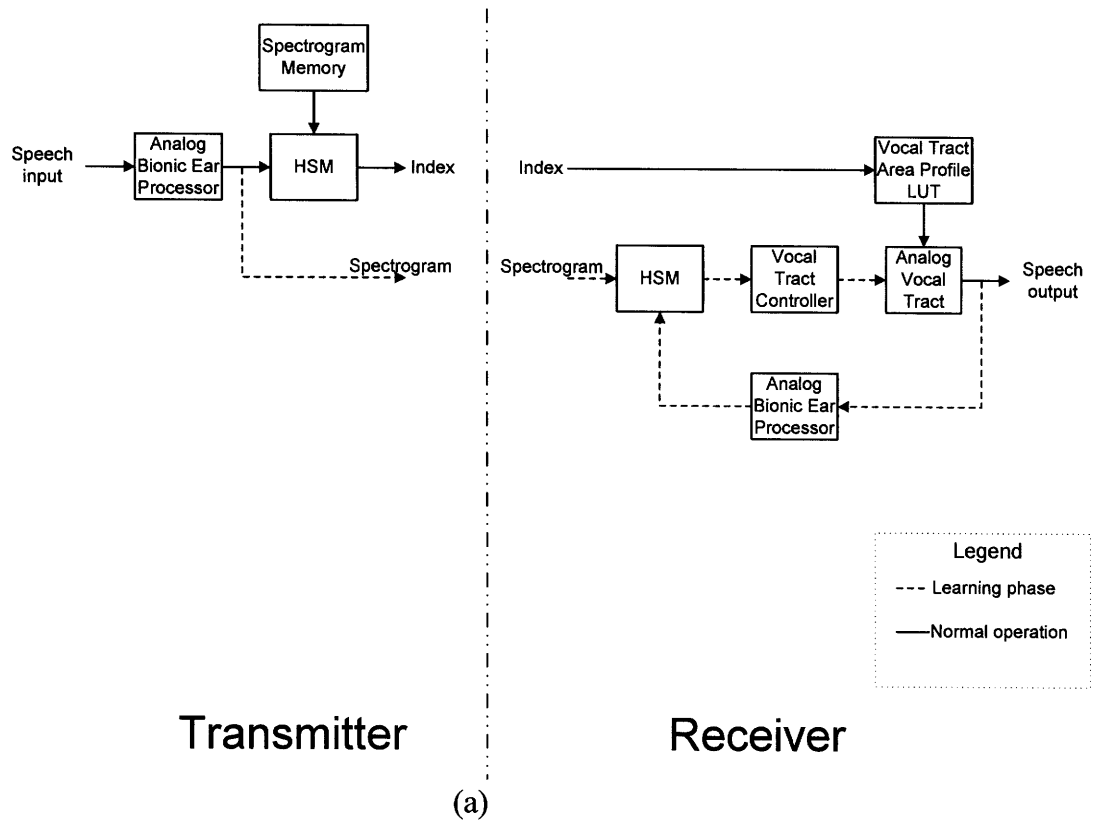 Spectrogram
Memory
Speech
input
Analog
Bionic Ear
Processor
HSM
Index
Spectrogram
Index
Vocal Tract
Area Profile
LUT
Spectrogram
HSM
Vocal
Tract
Controller
Analog
Vocal
Tract
Speech
output
Analog
Bionic Ear
Processor
Legend
Learning phase
Normal operation
Transmitter
Receiver
(a)